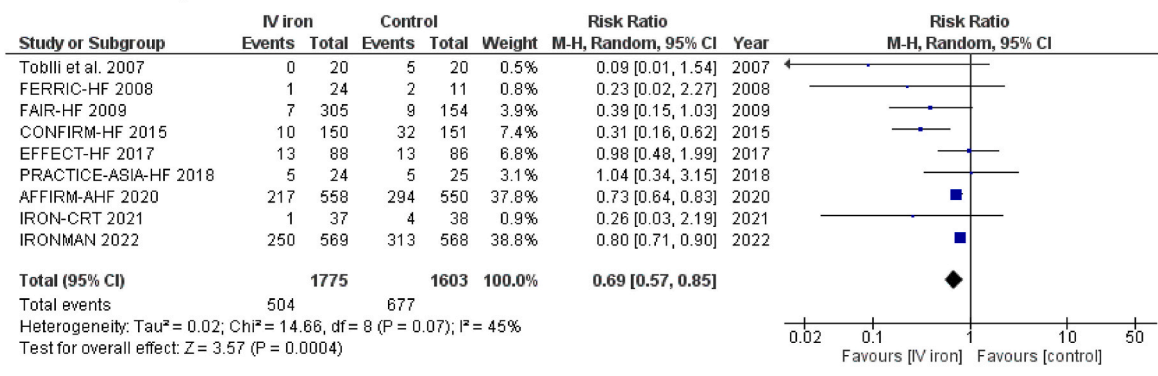 IV iron Control Risk Ratio Risk Ratio
Study or Subgroup Events Total Events Total Weight M-H, Random, 95% CI Year M-H, Random, 95% CI
Toblli et al. 2007 0 20 5 20 0.5% 0.09 [0.01, 1.54] 2007
FERRIC-HF 2008 1 24 2 11 0.8% 0.23 [0.02, 2.27] 2008
FAIR-HF 2009 7 305 9 154 3.9% 0.39 [0.15, 1.03] 2009
CONFIRM-HF 2015 10 150 32 151 7.4% 0.31 [0.16, 0.62] 2015
EFFECT-HF 2017 13 88 13 86 6.8% 0.98 [0.48, 1.99] 2017
PRACTICE-ASIA-HF 2018 5 24 5 25 3.1% 1.04 [0.34, 3.15] 2018
AFFIRM-AHF 2020 217 558 294 550 37.8% 0.73 [0.64, 0.83] 2020
IRON-CRT 2021 1 37 4 38 0.9% 0.26 [0.03, 2.19] 2021
IRONMAN 2022 250 569 313 568 38.8% 0.80 [0.71, 0.90] 2022
Total (95% CI) 1775 1603 100.0% 0.69 [0.57, 0.85]
Total events 504 677
Heterogeneity: Tau² = 0.02; Chi² = 14.66, df = 8 (P = 0.07); I² = 45%
Test for overall effect: Z = 3.57 (P = 0.0004)
0.02 0.1 1 10 50
Favours [IV iron] Favours [control]